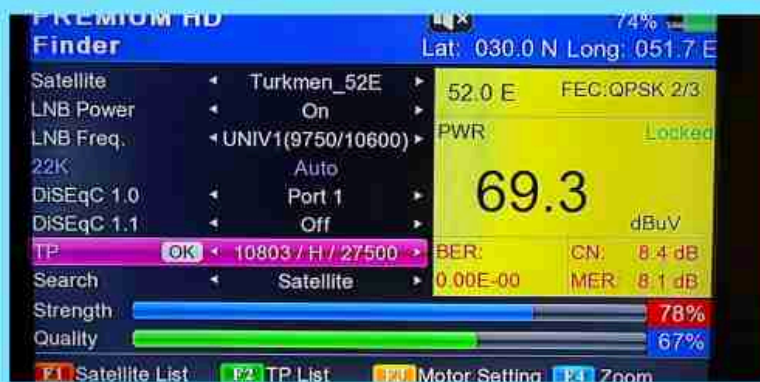 PREMIUM HD
74%
Finder
Lat: 030.0 N Long: 051.7 E
Satellite Turkmen_52E
LNB Power On
LNB Freq. UNIV1(9750/10600)
22K Auto
DiSEqC 1.0 Port 1
DiSEqC 1.1 Off
TP OK 10803 / H / 27500
Search Satellite
52.0 E FEC:QPSK 2/3
PWR Locked
69.3
dBuV
BER: CN: 8.4 dB
0.00E-00 MER: 8.1 dB
Strength 78%
Quality 67%
F1 Satellite List F2 TP List F3 Motor Setting F4 Zoom